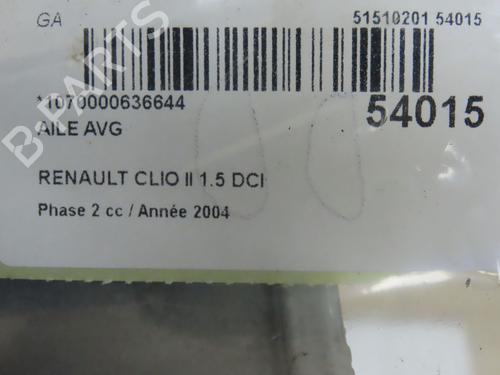 GA 51510201 54015
*1070000636644 54015
AILE AVG
RENAULT CLIO II 1.5 DCI
Phase 2 cc / Année 2004
B PARTS